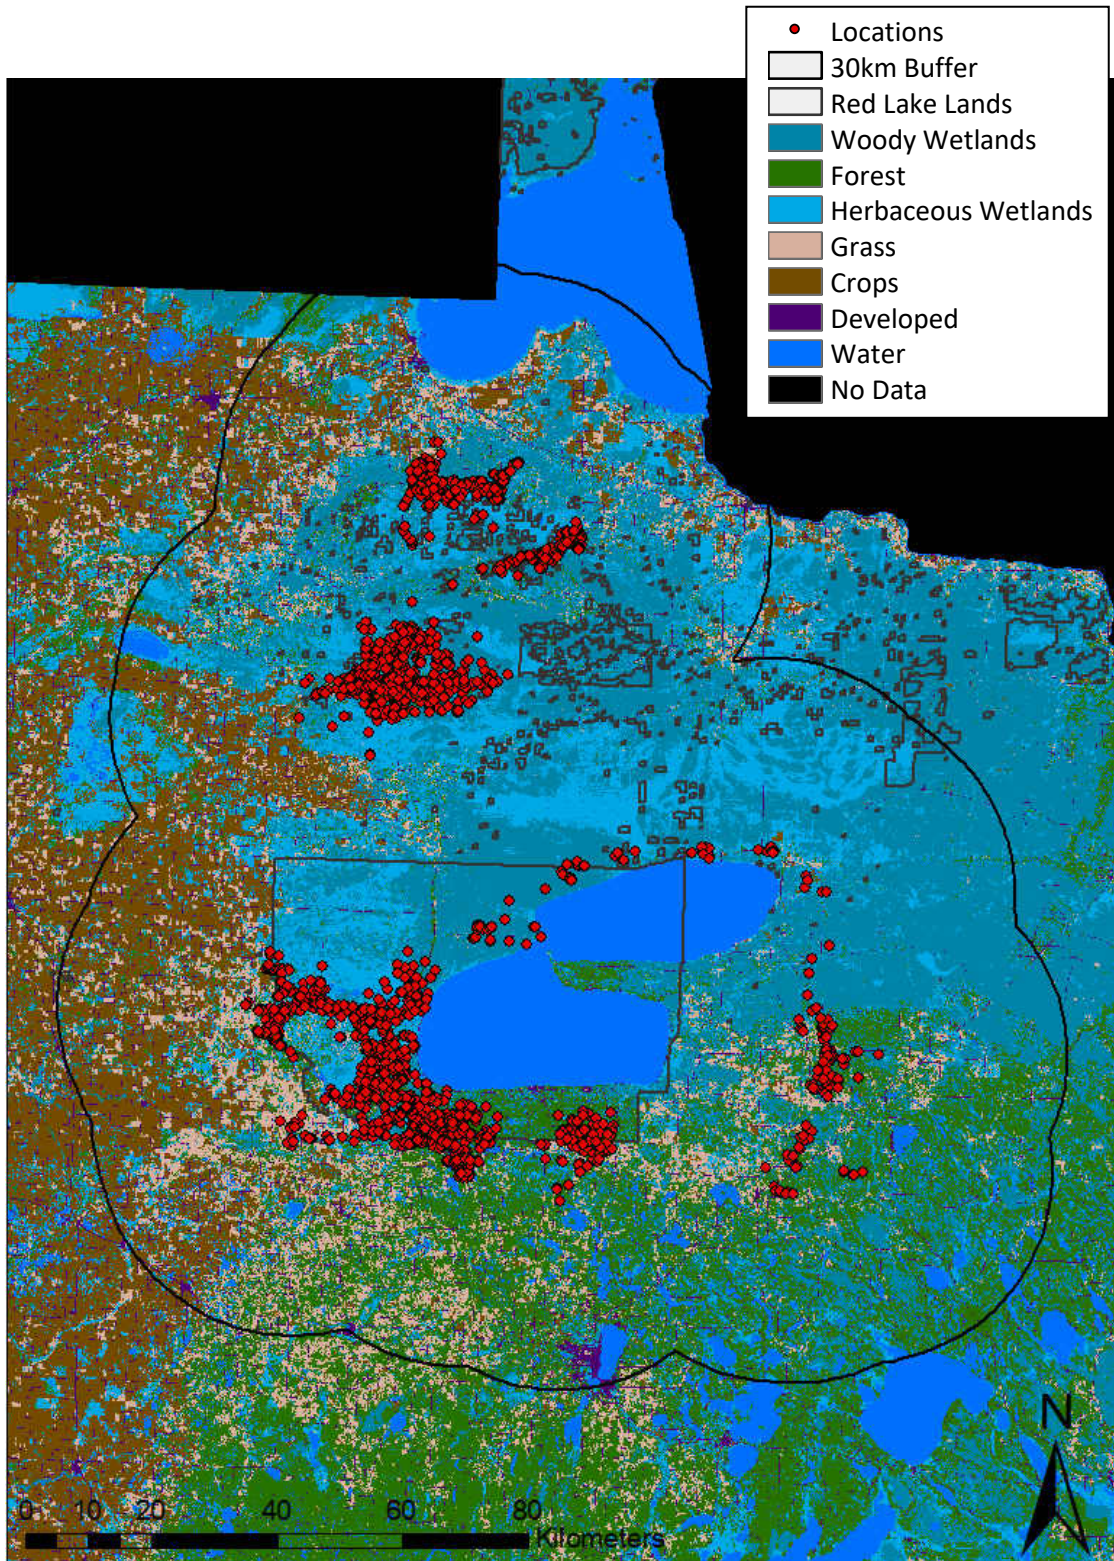 Locations
30km Buffer
Red Lake Lands
Woody Wetlands
Forest
Herbaceous Wetlands
Grass
Crops
Developed
Water
No Data
N
0 10 20 40 60 80
Kilometers